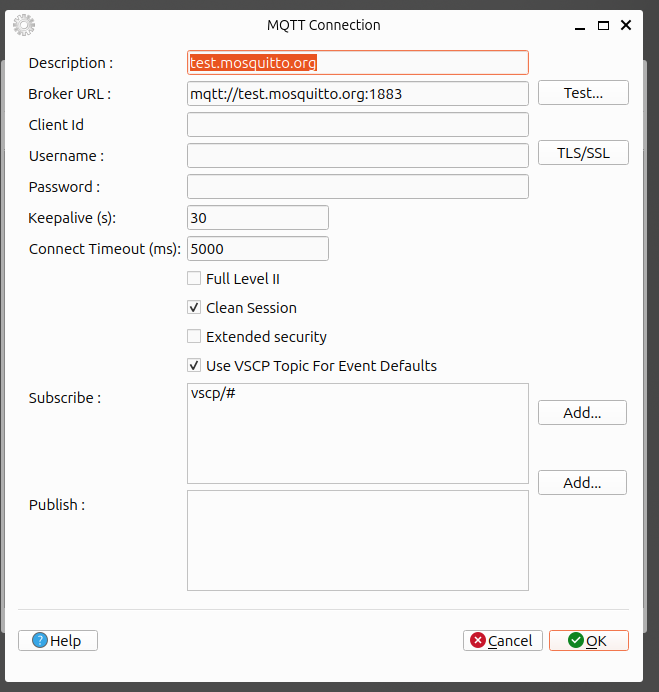 MQTT Connection
Description : test.mosquitto.org
Broker URL : mqtt://test.mosquitto.org:1883 Test...
Client Id
Username : TLS/SSL
Password :
Keepalive (s): 30
Connect Timeout (ms): 5000
Full Level II
Clean Session
Extended security
Use VSCP Topic For Event Defaults
Subscribe : vscp/#
Add...
Add...
Publish :
? Help Cancel OK